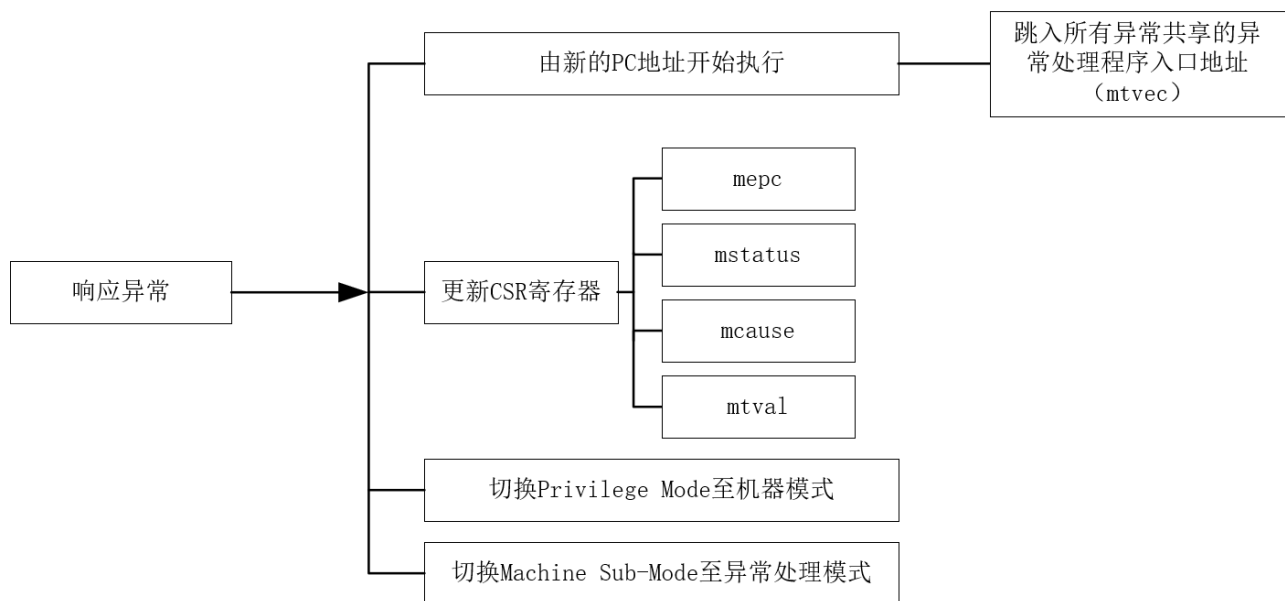 由新的PC地址开始执行
跳入所有异常共享的异
常处理程序入口地址
（mtvec）
mepc
mstatus
响应异常
更新CSR寄存器
mcause
mtval
切换Privilege Mode至机器模式
切换Machine Sub-Mode至异常处理模式